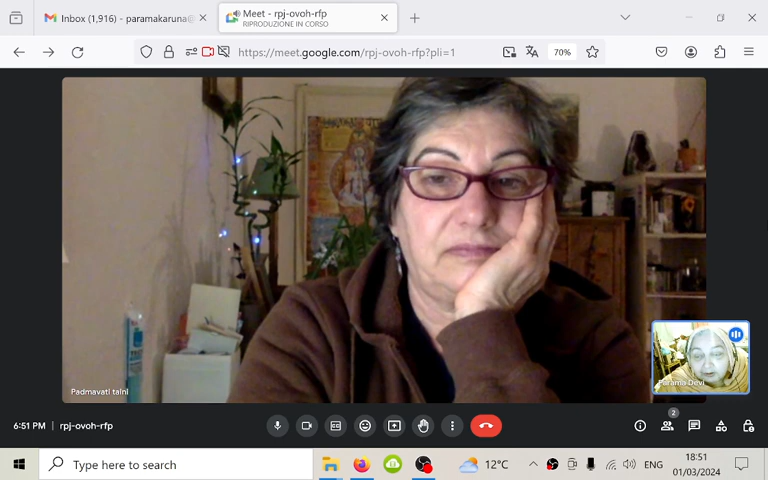 Inbox (1,916) - paramakaruna@
Meet - rpj-ovoh-rfp
RIPRODUZIONE IN CORSO
https://meet.google.com/rpj-ovoh-rfp?pli=1
70%
Padmavati taini
Parama Devi
6:51 PM | rpj-ovoh-rfp
2
Type here to search
12°C
ENG
18:51
01/03/2024